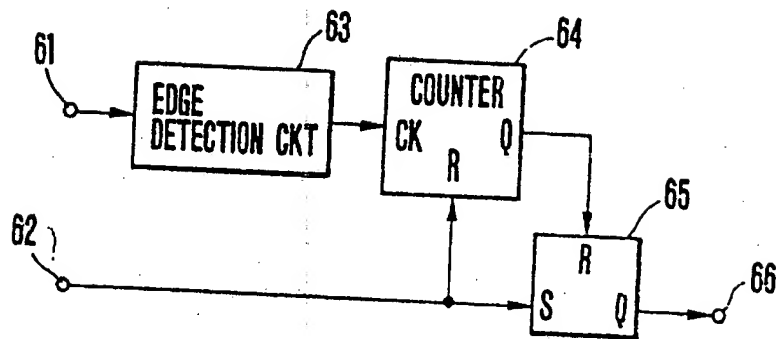 63
64
61
EDGE
DETECTION CKT
COUNTER
CK Q
R
65
62 ?
R
S Q
66